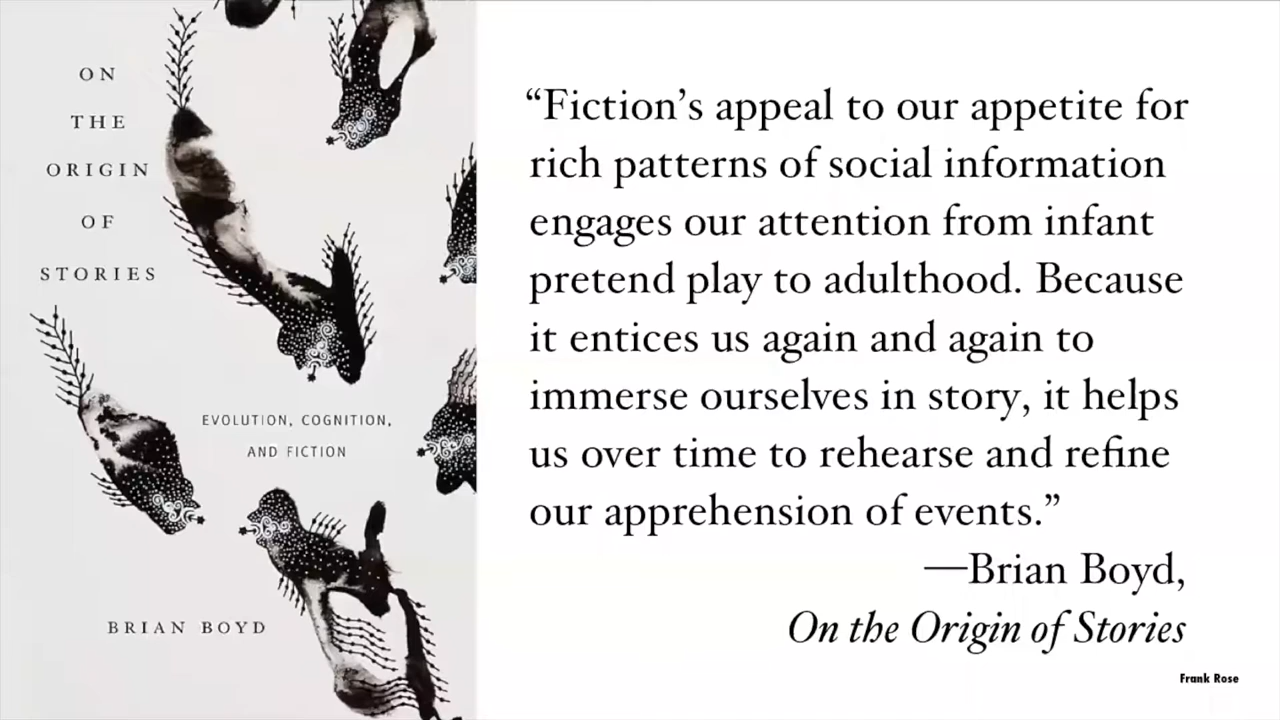 ON
THE
ORIGIN
OF
STORIES
EVOLUTION, COGNITION,
AND FICTION
BRIAN BOYD
“Fiction’s appeal to our appetite for
rich patterns of social information
engages our attention from infant
pretend play to adulthood. Because
it entices us again and again to
immerse ourselves in story, it helps
us over time to rehearse and refine
our apprehension of events.”
—Brian Boyd,
On the Origin of Stories
Frank Rose